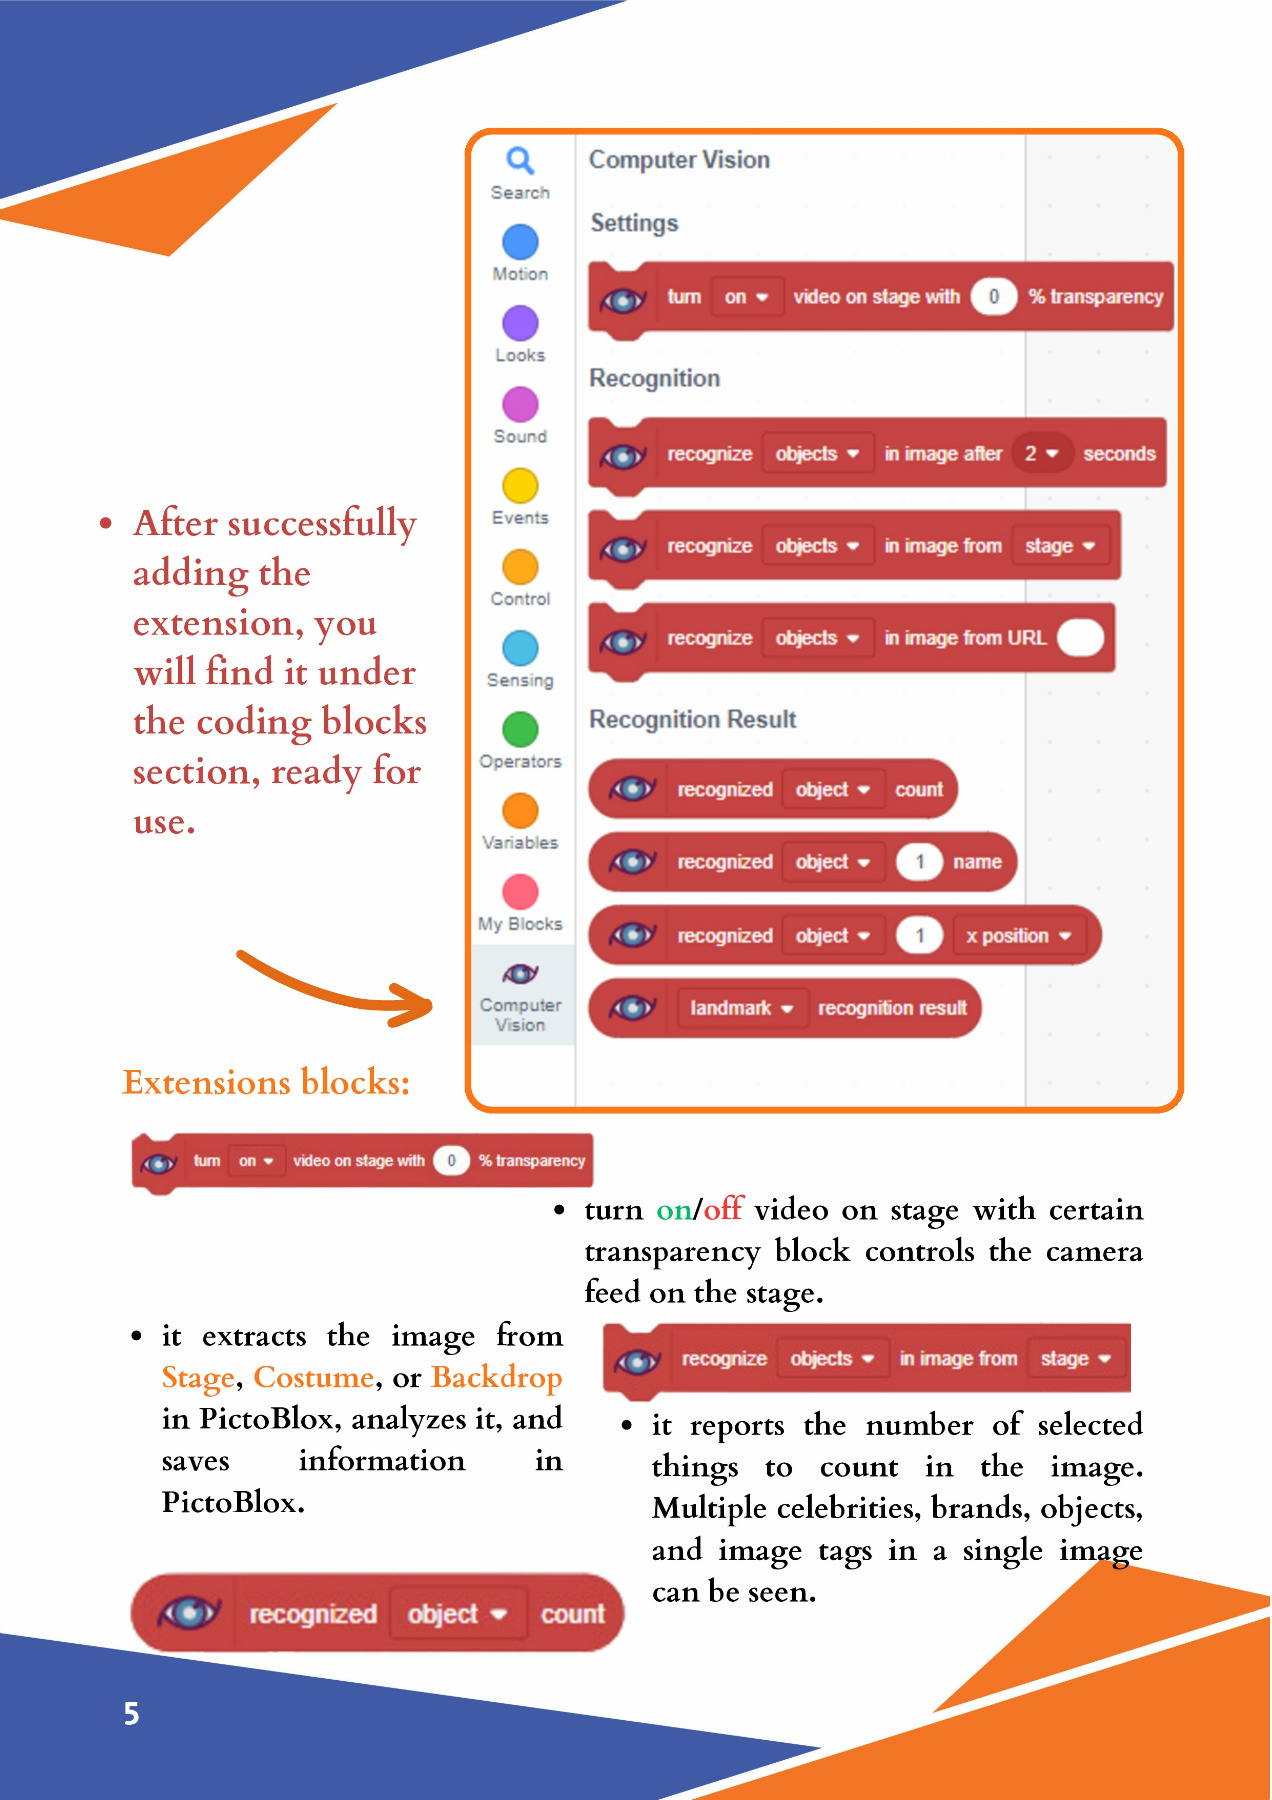 Search
Motion
Looks
Sound
Events
Control
Sensing
Operators
Variables
My Blocks
Computer
Vision
Computer Vision
Settings
turn on video on stage with 0 % transparency
Recognition
recognize objects in image after 2 seconds
recognize objects in image from stage
recognize objects in image from URL
Recognition Result
recognized object count
recognized object 1 name
recognized object 1 x position
landmark recognition result
• After successfully
adding the
extension, you
will find it under
the coding blocks
section, ready for
use.
Extensions blocks:
turn on video on stage with 0 % transparency
• turn on/off video on stage with certain
transparency block controls the camera
feed on the stage.
• it extracts the image from
Stage, Costume, or Backdrop
in PictoBlox, analyzes it, and
saves information in
PictoBlox.
recognize objects in image from stage
• it reports the number of selected
things to count in the image.
Multiple celebrities, brands, objects,
and image tags in a single image
can be seen.
recognized object count
5